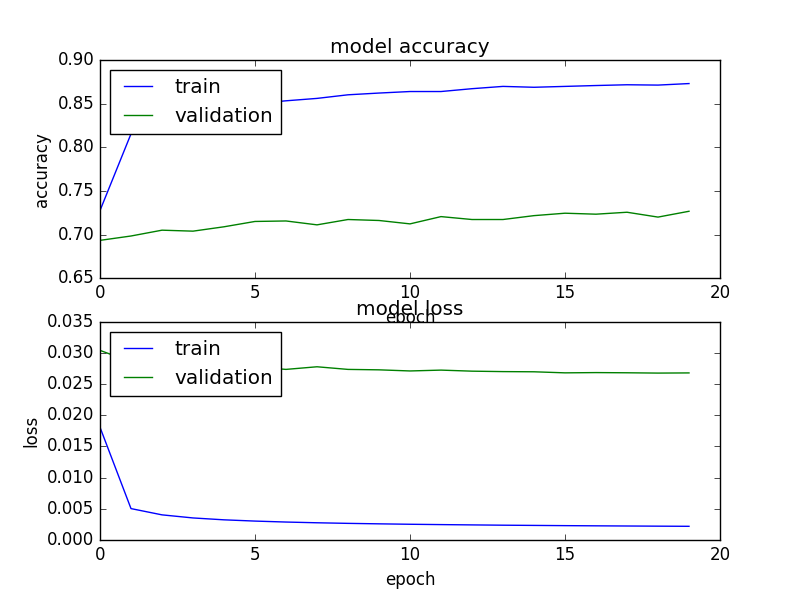 model accuracy
0.90
0.85
0.80
0.75
0.70
0.65
accuracy
train
validation
0 5 10 15 20
epoch
model loss
0.035
0.030
0.025
0.020
0.015
0.010
0.005
0.000
loss
train
validation
0 5 10 15 20
epoch